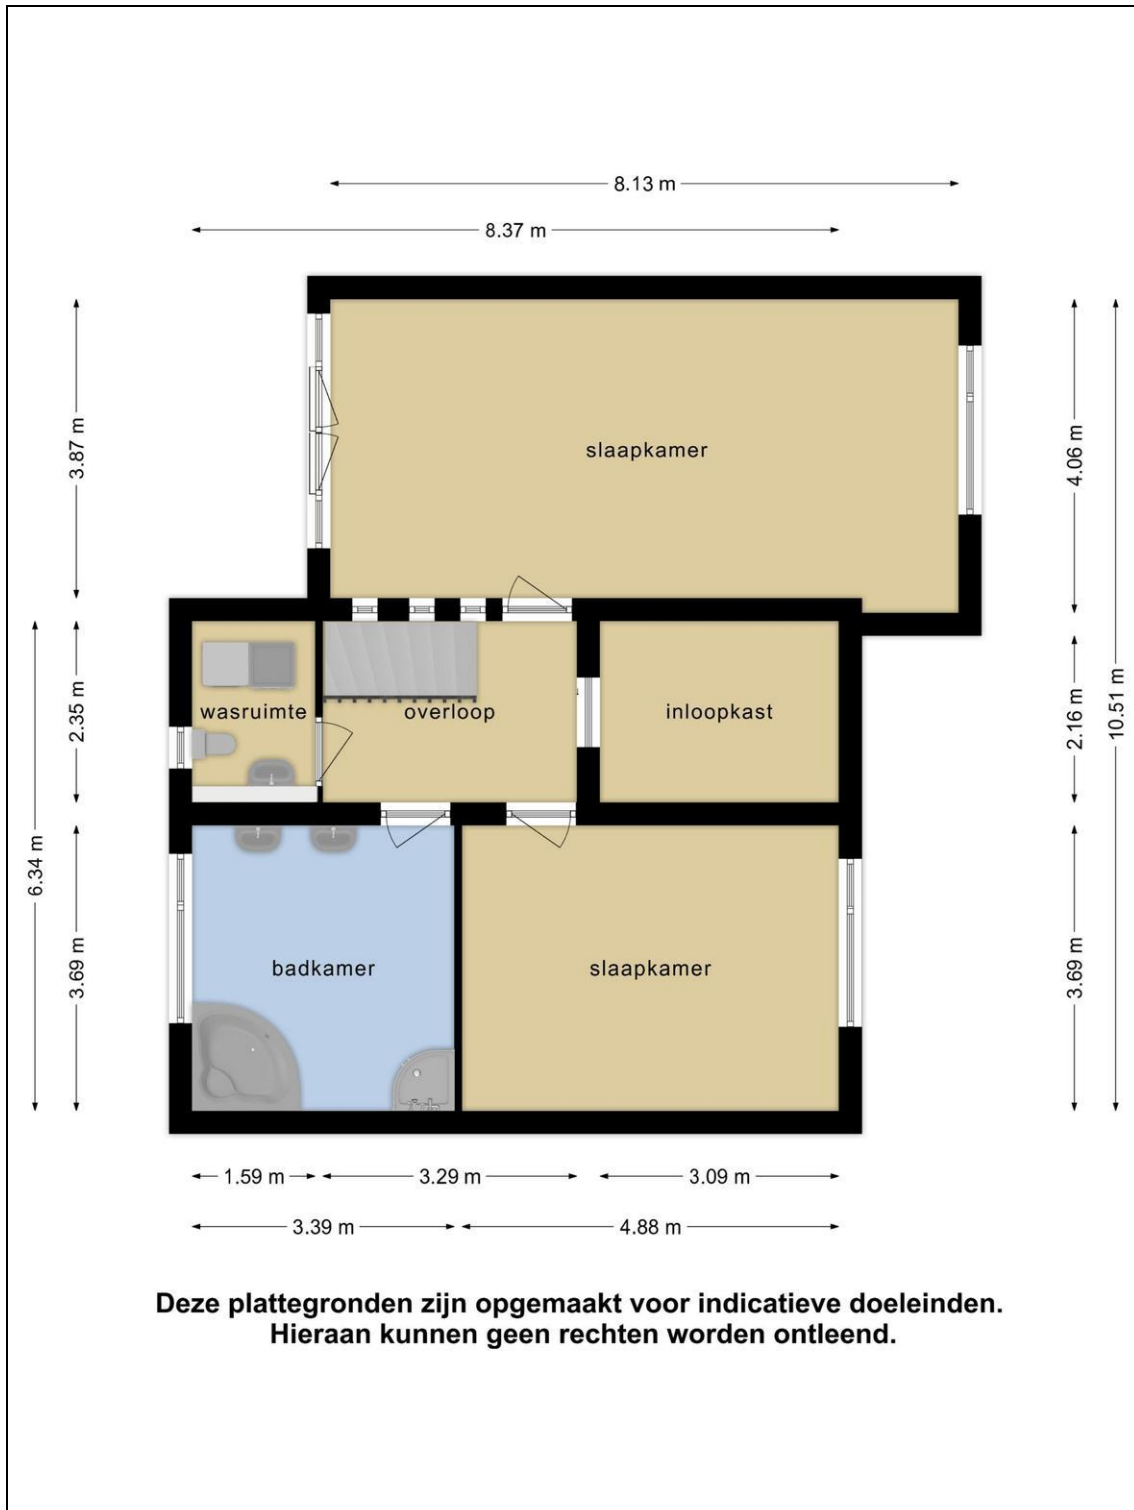 8.13 m
8.37 m
3.87 m
4.06 m
slaapkamer
2.35 m
2.16 m
10.51 m
wasruimte
overloop
inloopkast
6.34 m
3.69 m
3.69 m
badkamer
slaapkamer
1.59 m
3.29 m
3.09 m
3.39 m
4.88 m
Deze plattegronden zijn opgemaakt voor indicatieve doeleinden.
Hieraan kunnen geen rechten worden ontleend.